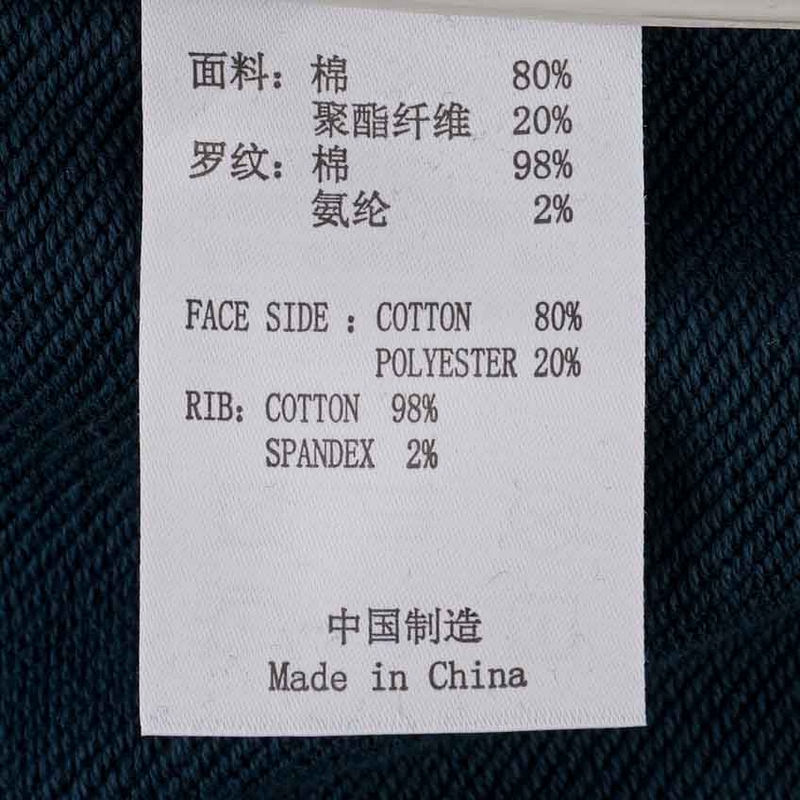 面料：棉 80%
聚酯纤维 20%
罗纹：棉 98%
氨纶 2%
FACE SIDE : COTTON 80%
POLYESTER 20%
RIB: COTTON 98%
SPANDEX 2%
中国制造
Made in China